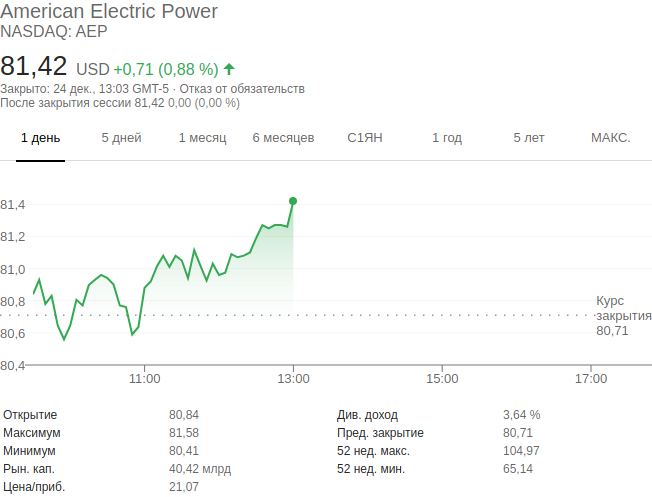 American Electric Power
NASDAQ: AEP
81,42 USD +0,71 (0,88 %)
Закрыто: 24 дек., 13:03 GMT-5 · Отказ от обязательств
После закрытия сессии 81,42 0,00 (0,00 %)
1 день 5 дней 1 месяц 6 месяцев С1ЯН 1 год 5 лет МАКС.
81,4
81,2
81,0
80,8
Курс
закрытия
80,71
80,6
80,4
11:00 13:00 15:00 17:00
Открытие 80,84 Див. доход 3,64 %
Максимум 81,58 Пред. закрытие 80,71
Минимум 80,41 52 нед. макс. 104,97
Рын. кап. 40,42 млрд 52 нед. мин. 65,14
Цена/приб. 21,07